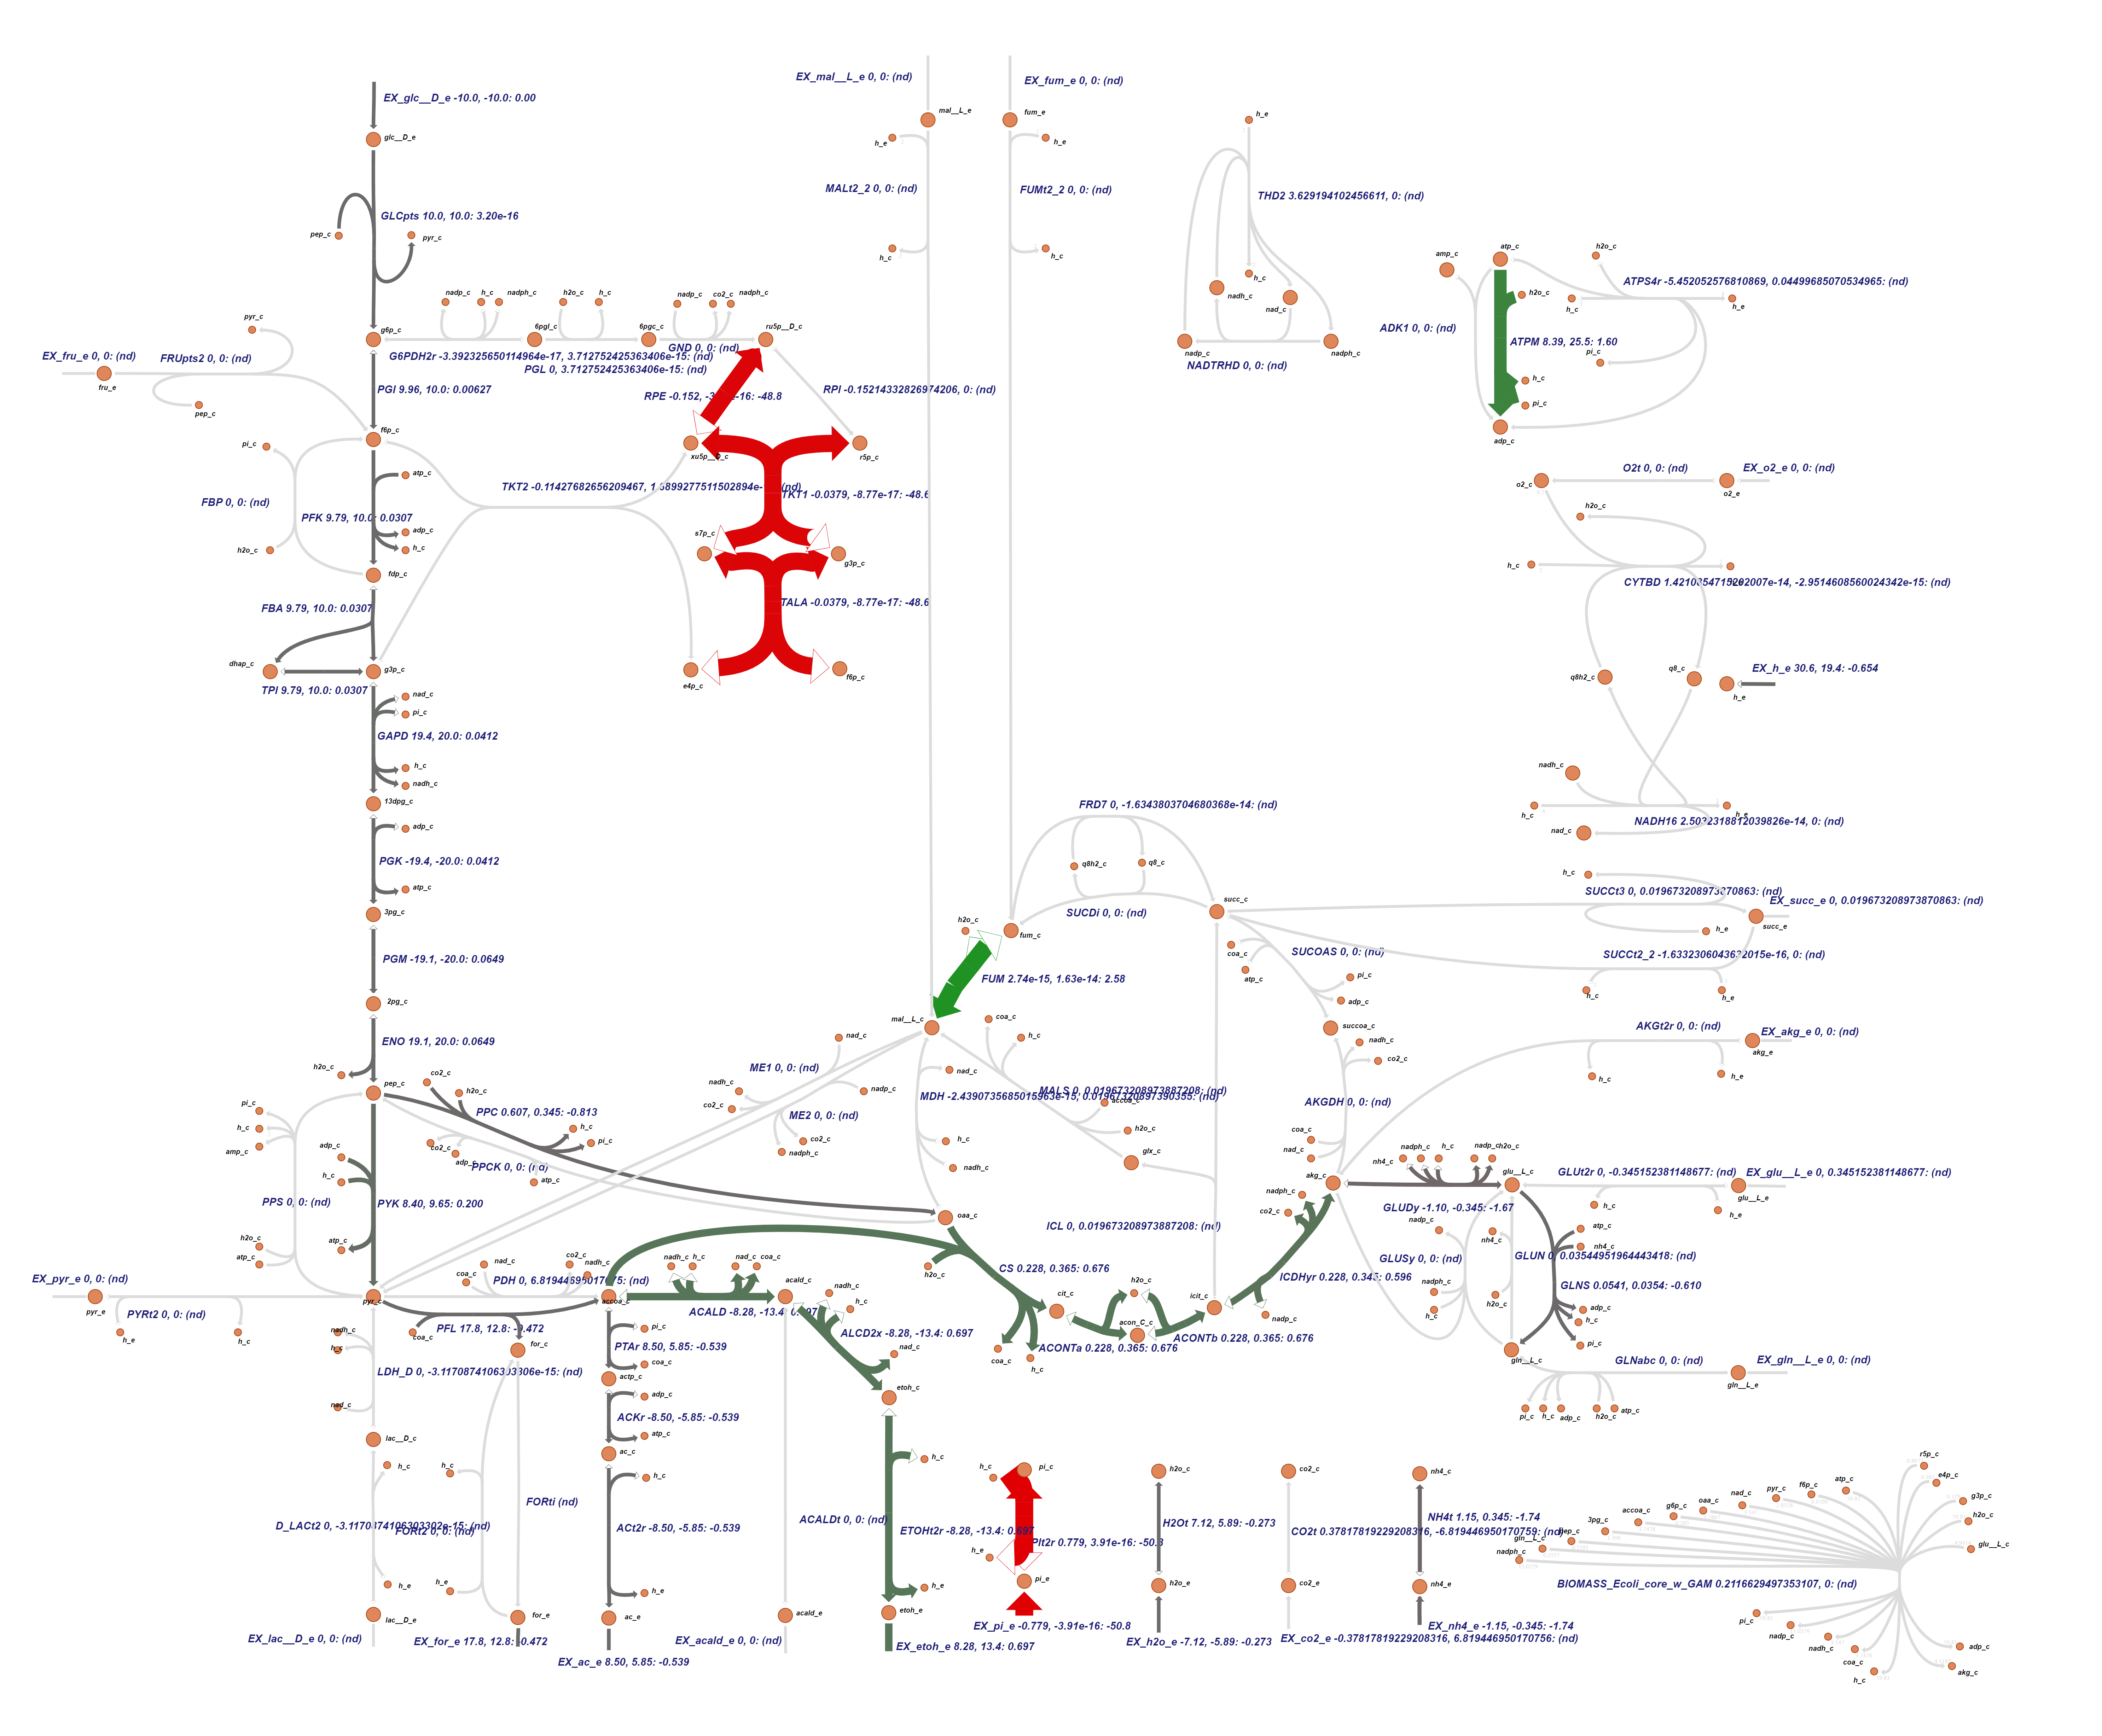 EX_mal__L_e 0, 0: (nd)
EX_fum_e 0, 0: (nd)
EX_glc__D_e -10.0, -10.0: 0.00
mal__L_e
fum_e
h_e
glc__D_e
h_e
h_e
MALt2_2 0, 0: (nd)
FUMt2_2 0, 0: (nd)
THD2 3.629194102456611, 0: (nd)
GLCpts 10.0, 10.0: 3.20e-16
pep_c
pyr_c
h_c
h_c
h_c
nadh_c
nad_c
nadp_c
nadph_c
NADTRHD 0, 0: (nd)
amp_c
atp_c
h2o_c
h2o_c
ATPS4r -5.452052576810869, 0.04499685070534965: (nd)
h_c
h_e
ADK1 0, 0: (nd)
ATPM 8.39, 25.5: 1.60
pi_c
h_c
pi_c
adp_c
nadp_c
h_c
nadph_c
h2o_c
h_c
nadp_c
co2_c
nadph_c
pyr_c
g6p_c
6pgl_c
6pgc_c
ru5p__D_c
EX_fru_e 0, 0: (nd)
FRUpts2 0, 0: (nd)
GND 0, 0: (nd)
G6PDH2r -3.392325650114964e-17, 3.712752425363406e-15: (nd)
PGL 0, 3.712752425363406e-15: (nd)
fru_e
PGI 9.96, 10.0: 0.00627
RPI -0.15214332826974206, 0: (nd)
pep_c
f6p_c
pi_c
r5p_c
atp_c
FBP 0, 0: (nd)
PFK 9.79, 10.0: 0.0307
TKT1 -0.0379, -8.77e-17: -48.6
adp_c
h_c
h2o_c
s7p_c
g3p_c
fdp_c
FBA 9.79, 10.0: 0.0307
TALA -0.0379, -8.77e-17: -48.6
dhap_c
g3p_c
TPI 9.79, 10.0: 0.0307
e4p_c
f6p_c
O2t 0, 0: (nd)
EX_o2_e 0, 0: (nd)
o2_c
o2_e
h2o_c
h_c
q8h2_c
q8_c
EX_h_e 30.6, 19.4: -0.654
h_e
nad_c
pi_c
GAPD 19.4, 20.0: 0.0412
h_c
nadh_c
13dpg_c
nadh_c
h_c
h_e
NADH16 2.5032318812039826e-14, 0: (nd)
nad_c
FRD7 0, -1.6343803704680368e-14: (nd)
adp_c
PGK -19.4, -20.0: 0.0412
atp_c
3pg_c
q8h2_c
q8_c
SUCDi 0, 0: (nd)
succ_c
h_c
SUCCt3 0, 0.019673208973870863: (nd)
EX_succ_e 0, 0.019673208973870863: (nd)
succ_e
h_e
SUCCt2_2 -1.6332306043632015e-16, 0: (nd)
h_c
h_e
h2o_c
fum_c
PGM -19.1, -20.0: 0.0649
2pg_c
FUM 2.74e-15, 1.63e-14: 2.58
SUCOAS 0, 0: (nd)
coa_c
atp_c
pi_c
adp_c
succoa_c
mal__L_c
coa_c
h_c
nad_c
AKGt2r 0, 0: (nd)
EX_akg_e 0, 0: (nd)
akg_e
h_c
h_e
nadh_c
co2_c
ENO 19.1, 20.0: 0.0649
h2o_c
pep_c
co2_c
h2o_c
ME1 0, 0: (nd)
nadh_c
co2_c
nad_c
nadp_c
MALS 0, 0.019673208973887208: (nd)
MDH -2.4390735685015963e-15, 0.01967320897390355: (nd)
accoa_c
AKGDH 0, 0: (nd)
PPC 0.607, 0.345: -0.813
ME2 0, 0: (nd)
pi_c
h_c
amp_c
h_c
pi_c
co2_c
adp_c
PPCK 0, 0: (nd)
atp_c
co2_c
nadph_c
h_c
nadh_c
h2o_c
glx_c
coa_c
nad_c
akg_c
adp_c
h_c
PPS 0, 0: (nd)
PYK 8.40, 9.65: 0.200
h2o_c
atp_c
atp_c
oaa_c
ICL 0, 0.019673208973887208: (nd)
nadph_c
co2_c
nh4_c
nadph_c
h_c
nadp_c
h2o_c
glu__L_c
GLUDy -1.10, -0.345: -1.67
GLUt2r 0, -0.345152381148677: (nd)
EX_glu__L_e 0, 0.345152381148677: (nd)
glu__L_e
h_c
h_e
nadp_c
nh4_c
atp_c
nh4_c
GLUSy 0, 0: (nd)
GLUN 0, 0.03544951964443418: (nd)
GLNS 0.0541, 0.0354: -0.610
nadph_c
h_c
h2o_c
adp_c
h_c
pi_c
EX_pyr_e 0, 0: (nd)
pyr_e
PYRt2 0, 0: (nd)
h_e
h_c
pyr_c
coa_c
nad_c
co2_c
nadh_c
accoa_c
nadh_c
h_c
nad_c
coa_c
acald_c
nadh_c
h_c
ACALD -8.28, -13.4: 0.697
CS 0.228, 0.365: 0.676
h2o_c
cit_c
h2o_c
acon_C_c
icit_c
ICDHyr 0.228, 0.345: 0.596
nadp_c
ACONTa 0.228, 0.365: 0.676
ACONTb 0.228, 0.365: 0.676
coa_c
h_c
PFL 17.8, 12.8: -0.472
coa_c
for_c
nadh_c
h_c
pi_c
PTAr 8.50, 5.85: -0.539
coa_c
actp_c
ALCD2x -8.28, -13.4: 0.697
nad_c
etoh_c
LDH_D 0, -3.1170874106303306e-15: (nd)
nad_c
adp_c
ACKr -8.50, -5.85: -0.539
atp_c
ac_c
gln__L_c
GLNabc 0, 0: (nd)
EX_gln__L_e 0, 0: (nd)
gln__L_e
pi_c
h_c
adp_c
h2o_c
atp_c
lac__D_c
h_c
h_c
h_c
h_c
h_c
pi_c
h2o_c
co2_c
nh4_c
FORti (nd)
D_LACt2 0, -3.1170874106303302e-15: (nd)
FORt2 0, 0: (nd)
ACt2r -8.50, -5.85: -0.539
ACALDt 0, 0: (nd)
ETOHt2r -8.28, -13.4: 0.697
PIt2r 0.779, 3.91e-16: -50.8
H2Ot 7.12, 5.89: -0.273
CO2t 0.37817819229208316, -6.819446950170759: (nd)
NH4t 1.15, 0.345: -1.74
h_e
h_e
h_e
h_e
h_e
lac__D_e
for_e
ac_e
acald_e
etoh_e
pi_e
h2o_e
co2_e
nh4_e
EX_lac__D_e 0, 0: (nd)
EX_for_e 17.8, 12.8: -0.472
EX_ac_e 8.50, 5.85: -0.539
EX_acald_e 0, 0: (nd)
EX_etoh_e 8.28, 13.4: 0.697
EX_pi_e -0.779, -3.91e-16: -50.8
EX_h2o_e -7.12, -5.89: -0.273
EX_co2_e -0.37817819229208316, 6.819446950170756: (nd)
EX_nh4_e -1.15, -0.345: -1.74
r5p_c
e4p_c
g3p_c
h2o_c
glu__L_c
atp_c
f6p_c
pyr_c
nad_c
oaa_c
g6p_c
accoa_c
3pg_c
pep_c
gln__L_c
nadph_c
BIOMASS_Ecoli_core_w_GAM 0.2116629497353107, 0: (nd)
pi_c
nadp_c
nadh_c
coa_c
h_c
adp_c
akg_c